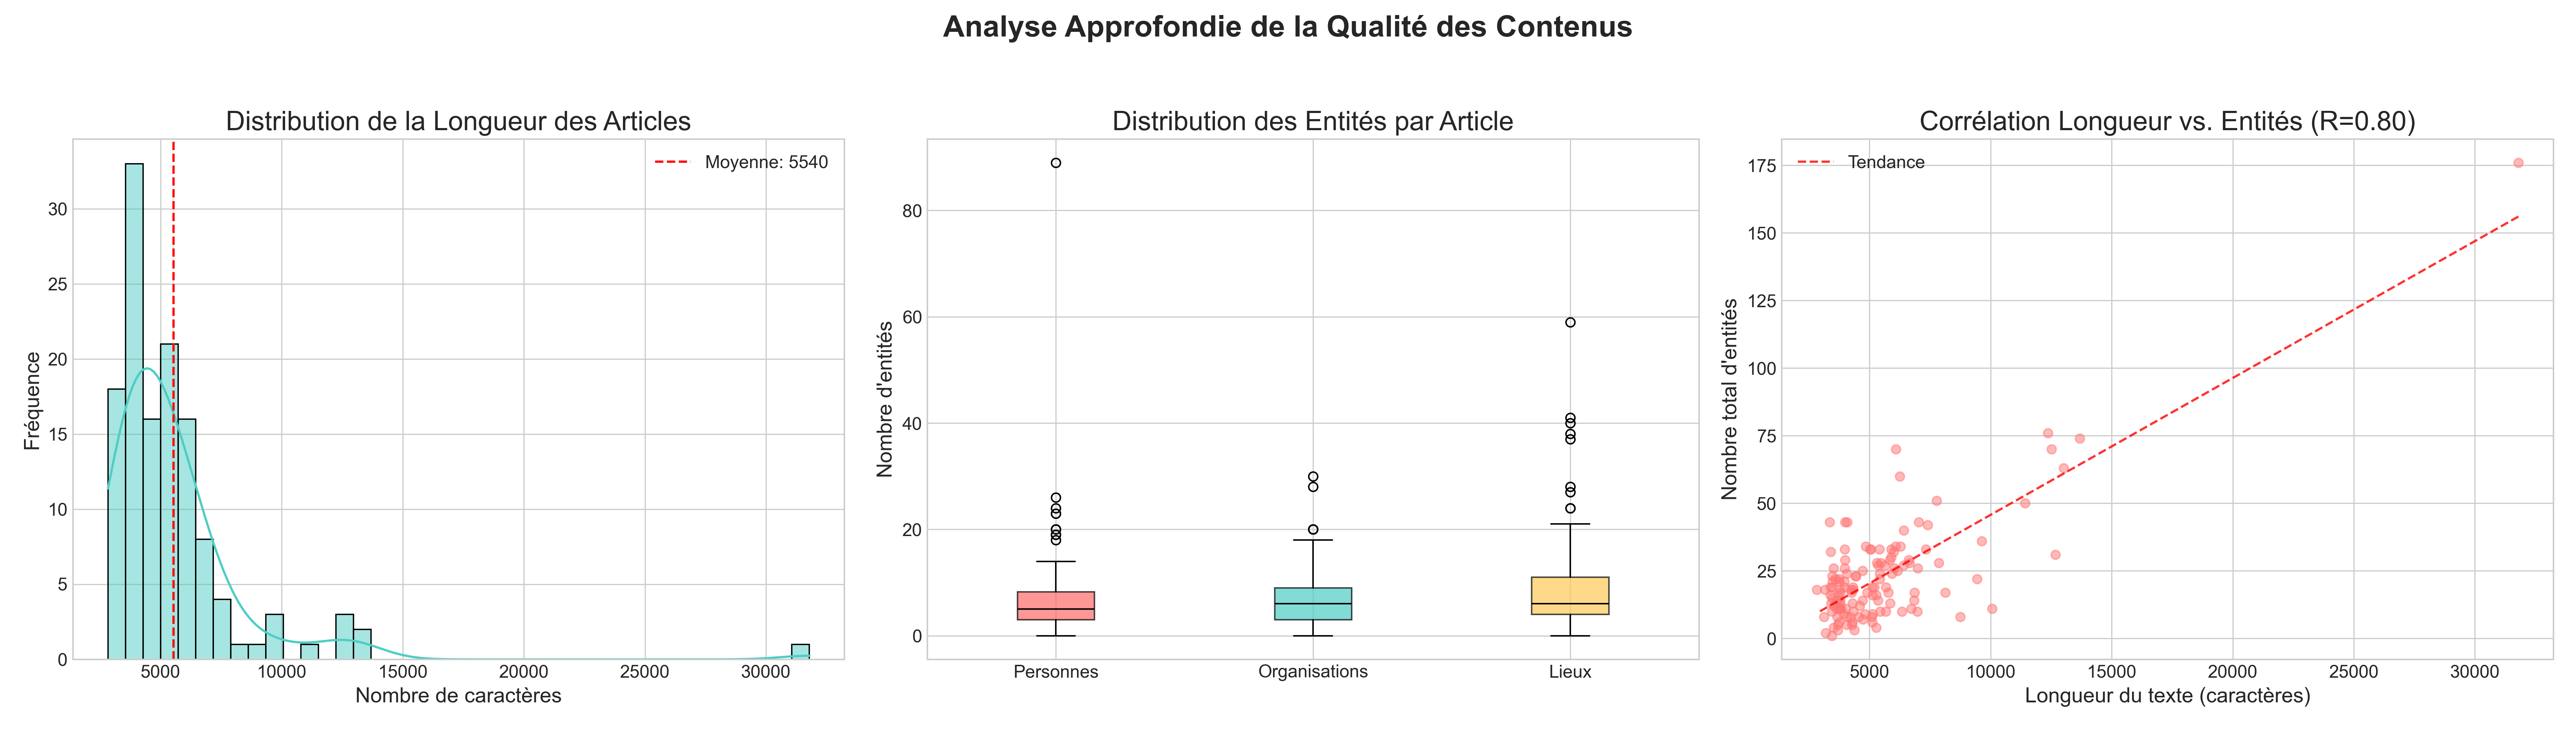 Analyse Approfondie de la Qualité des Contenus
Distribution de la Longueur des Articles
Moyenne: 5540
Fréquence
30
25
20
15
10
5
0
5000 10000 15000 20000 25000 30000
Nombre de caractères
Distribution des Entités par Article
Nombre d'entités
80
60
40
20
0
Personnes Organisations Lieux
Corrélation Longueur vs. Entités (R=0.80)
Tendance
Nombre total d'entités
175
150
125
100
75
50
25
0
5000 10000 15000 20000 25000 30000
Longueur du texte (caractères)